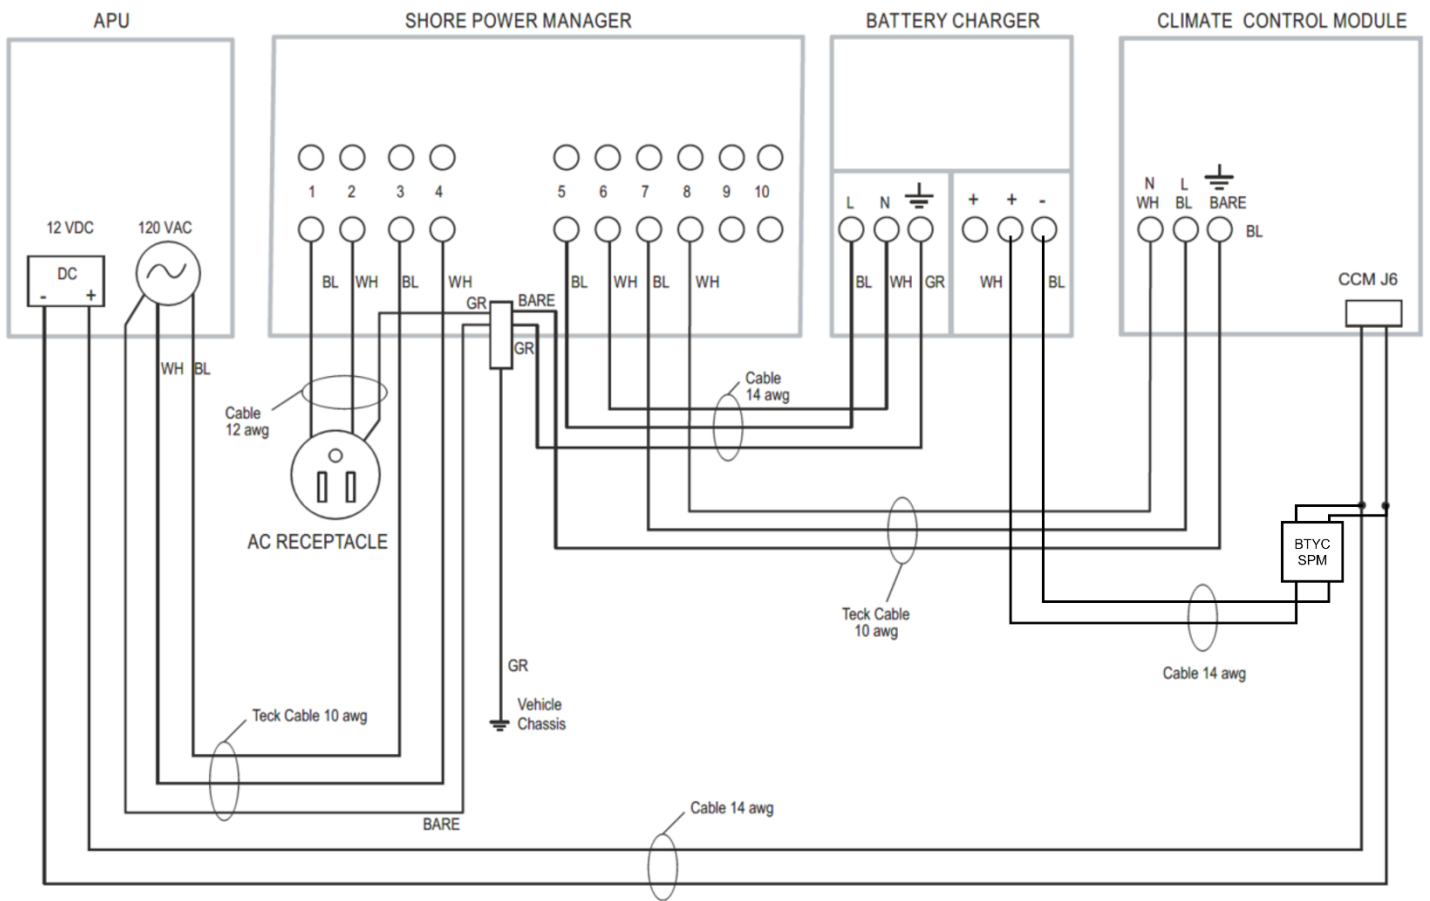 APU
SHORE POWER MANAGER
BATTERY CHARGER
CLIMATE CONTROL MODULE
1 2 3 4 5 6 7 8 9 10
12 VDC
120 VAC
DC
- +
L N
+ + -
N L
WH BL BARE
BL
CCM J6
BL WH BL WH
BL WH BL WH
BL WH GR
WH BL
GR
BARE
GR
WH BL
Cable
12 awg
Cable
14 awg
AC RECEPTACLE
BTYC
SPM
Teck Cable
10 awg
Cable 14 awg
GR
Vehicle
Chassis
Teck Cable 10 awg
BARE
Cable 14 awg